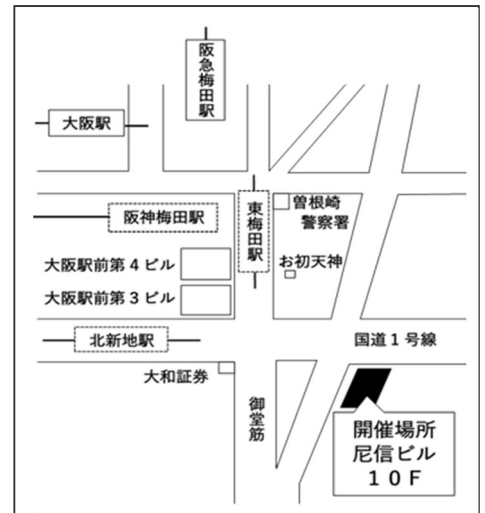 阪急梅田駅
大阪駅
阪神梅田駅
東梅田駅
曽根崎
警察署
お初天神
大阪駅前第4ビル
大阪駅前第3ビル
北新地駅
国道1号線
大和証券
御堂筋
開催場所
尼信ビル
10F